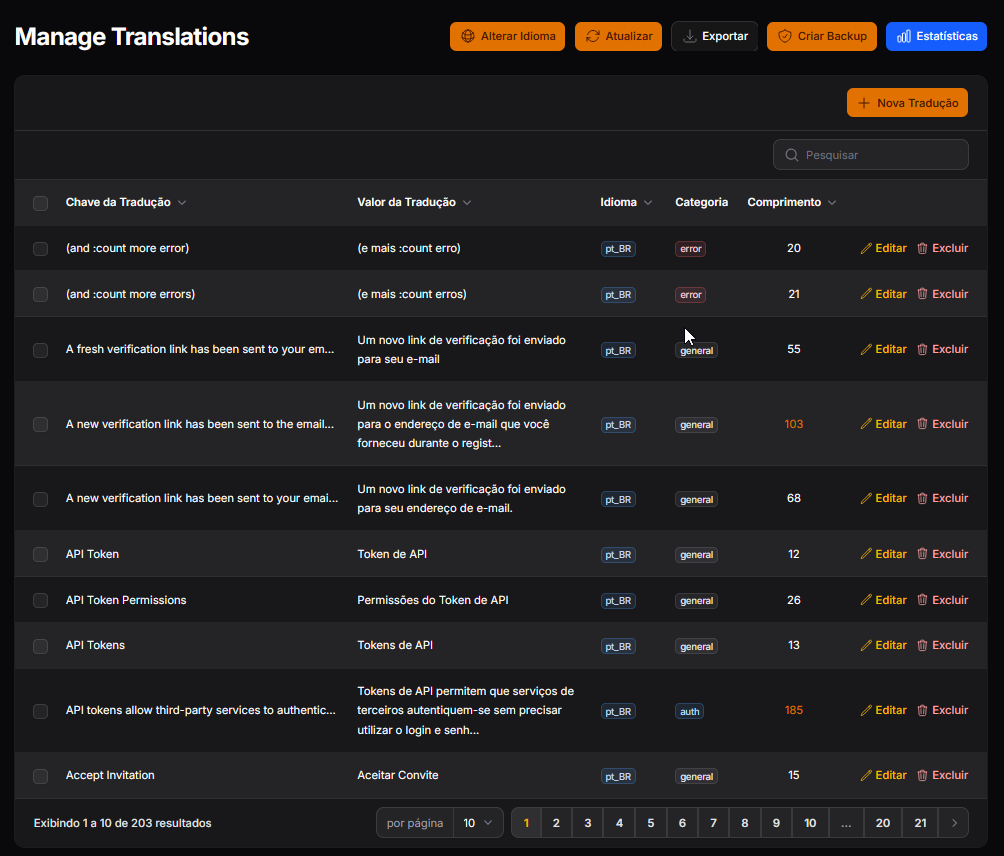 Manage Translations
Alterar Idioma
Atualizar
Exportar
Criar Backup
Estatísticas
Nova Tradução
Pesquisar
Chave da Tradução Valor da Tradução Idioma Categoria Comprimento
(and :count more error) (e mais :count erro) pt_BR error 20 Editar Excluir
(and :count more errors) (e mais :count erros) pt_BR error 21 Editar Excluir
A fresh verification link has been sent to your em... Um novo link de verificação foi enviado
para seu e-mail pt_BR general 55 Editar Excluir
A new verification link has been sent to the email... Um novo link de verificação foi enviado
para o endereço de e-mail que você
forneceu durante o regist... pt_BR general 103 Editar Excluir
A new verification link has been sent to your emai... Um novo link de verificação foi enviado
para seu endereço de e-mail. pt_BR general 68 Editar Excluir
API Token Token de API pt_BR general 12 Editar Excluir
API Token Permissions Permissões do Token de API pt_BR general 26 Editar Excluir
API Tokens Tokens de API pt_BR general 13 Editar Excluir
API tokens allow third-party services to authentic... Tokens de API permitem que serviços de
terceiros autentiquem-se sem precisar
utilizar o login e senh... pt_BR auth 185 Editar Excluir
Accept Invitation Aceitar Convite pt_BR general 15 Editar Excluir
Exibindo 1 a 10 de 203 resultados por página 10 1 2 3 4 5 6 7 8 9 10 ... 20 21